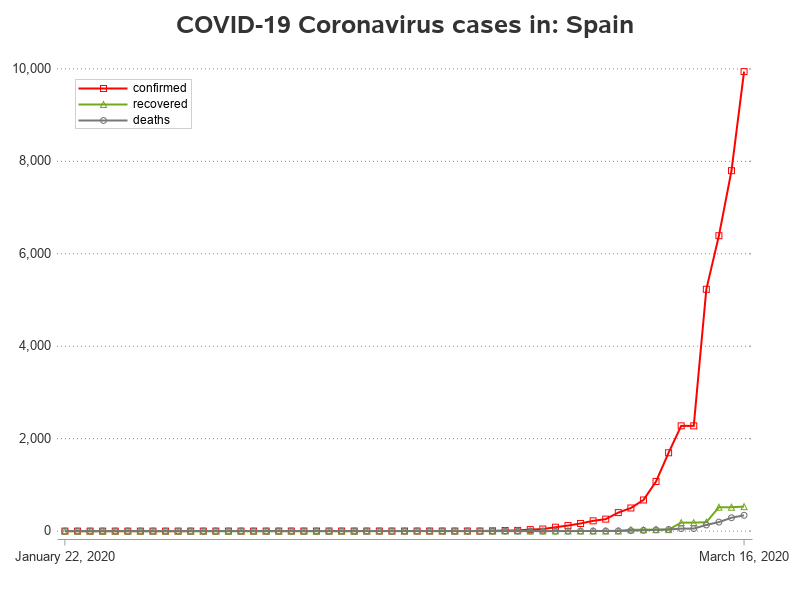 COVID-19 Coronavirus cases in: Spain
10,000
confirmed
recovered
deaths
8,000
6,000
4,000
2,000
0
January 22, 2020
March 16, 2020